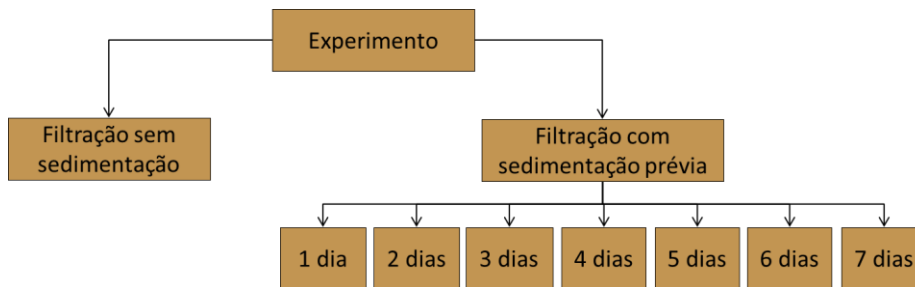 Experimento
Filtração sem
sedimentação
Filtração com
sedimentação prévia
1 dia
2 dias
3 dias
4 dias
5 dias
6 dias
7 dias